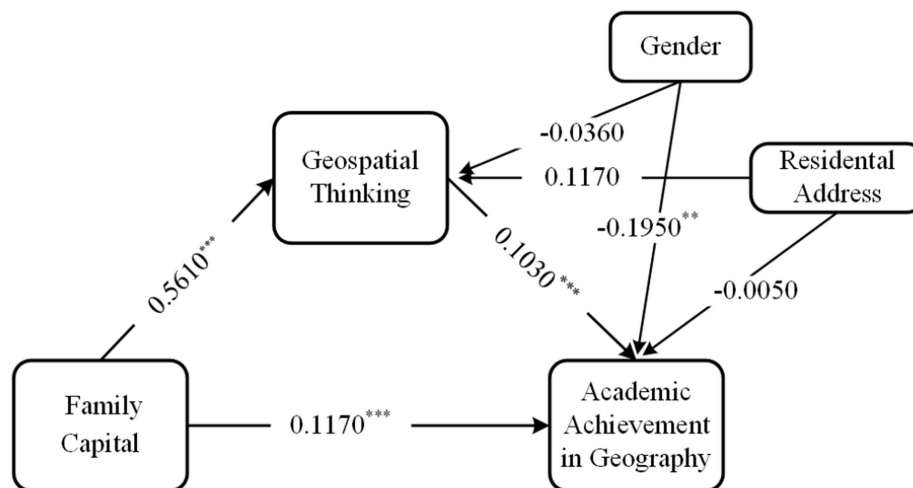 Gender
-0.0360
Geospatial
Thinking
0.1170
Residental
Address
-0.1950**
0.5610***
0.1030 ***
-0.0050
Family
Capital
0.1170***
Academic
Achievement
in Geography